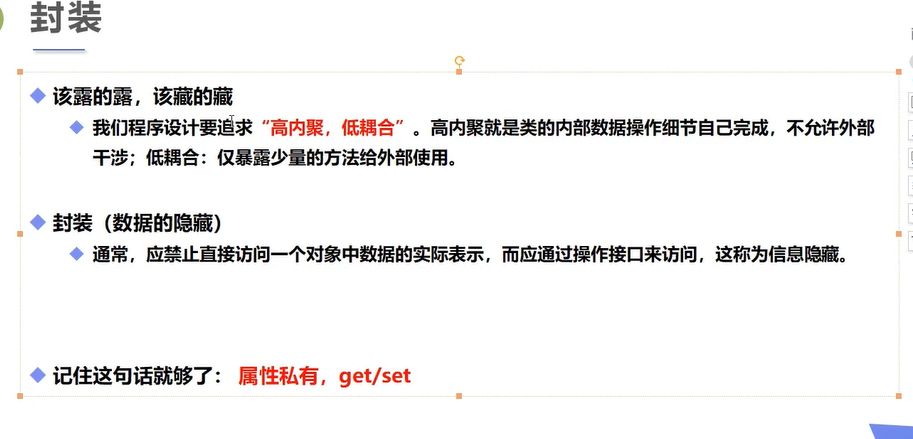 封装
该露的露，该藏的藏
我们程序设计要追求“高内聚，低耦合”。高内聚就是类的内部数据操作细节自己完成，不允许外部
干涉；低耦合：仅暴露少量的方法给外部使用。
封装（数据的隐藏）
通常，应禁止直接访问一个对象中数据的实际表示，而应通过操作接口来访问，这称为信息隐藏。
记住这句话就够了：属性私有，get/set